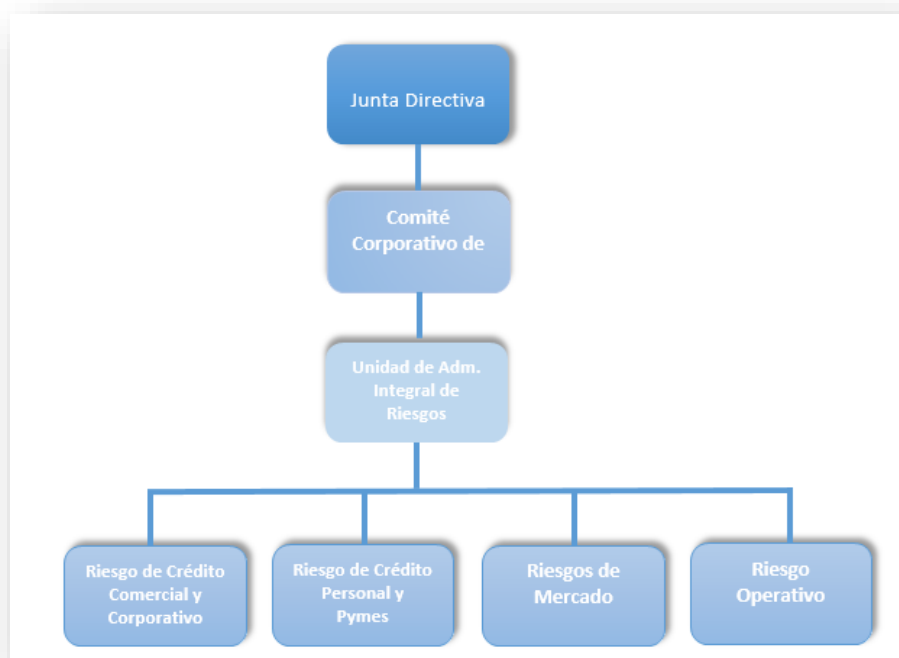 Junta Directiva
Comité
Corporativo de
Unidad de Adm.
Integral de
Riesgos
Riesgo de Crédito
Comercial y
Corporativo
Riesgo de Crédito
Personal y
Pymes
Riesgos de
Mercado
Riesgo
Operativo